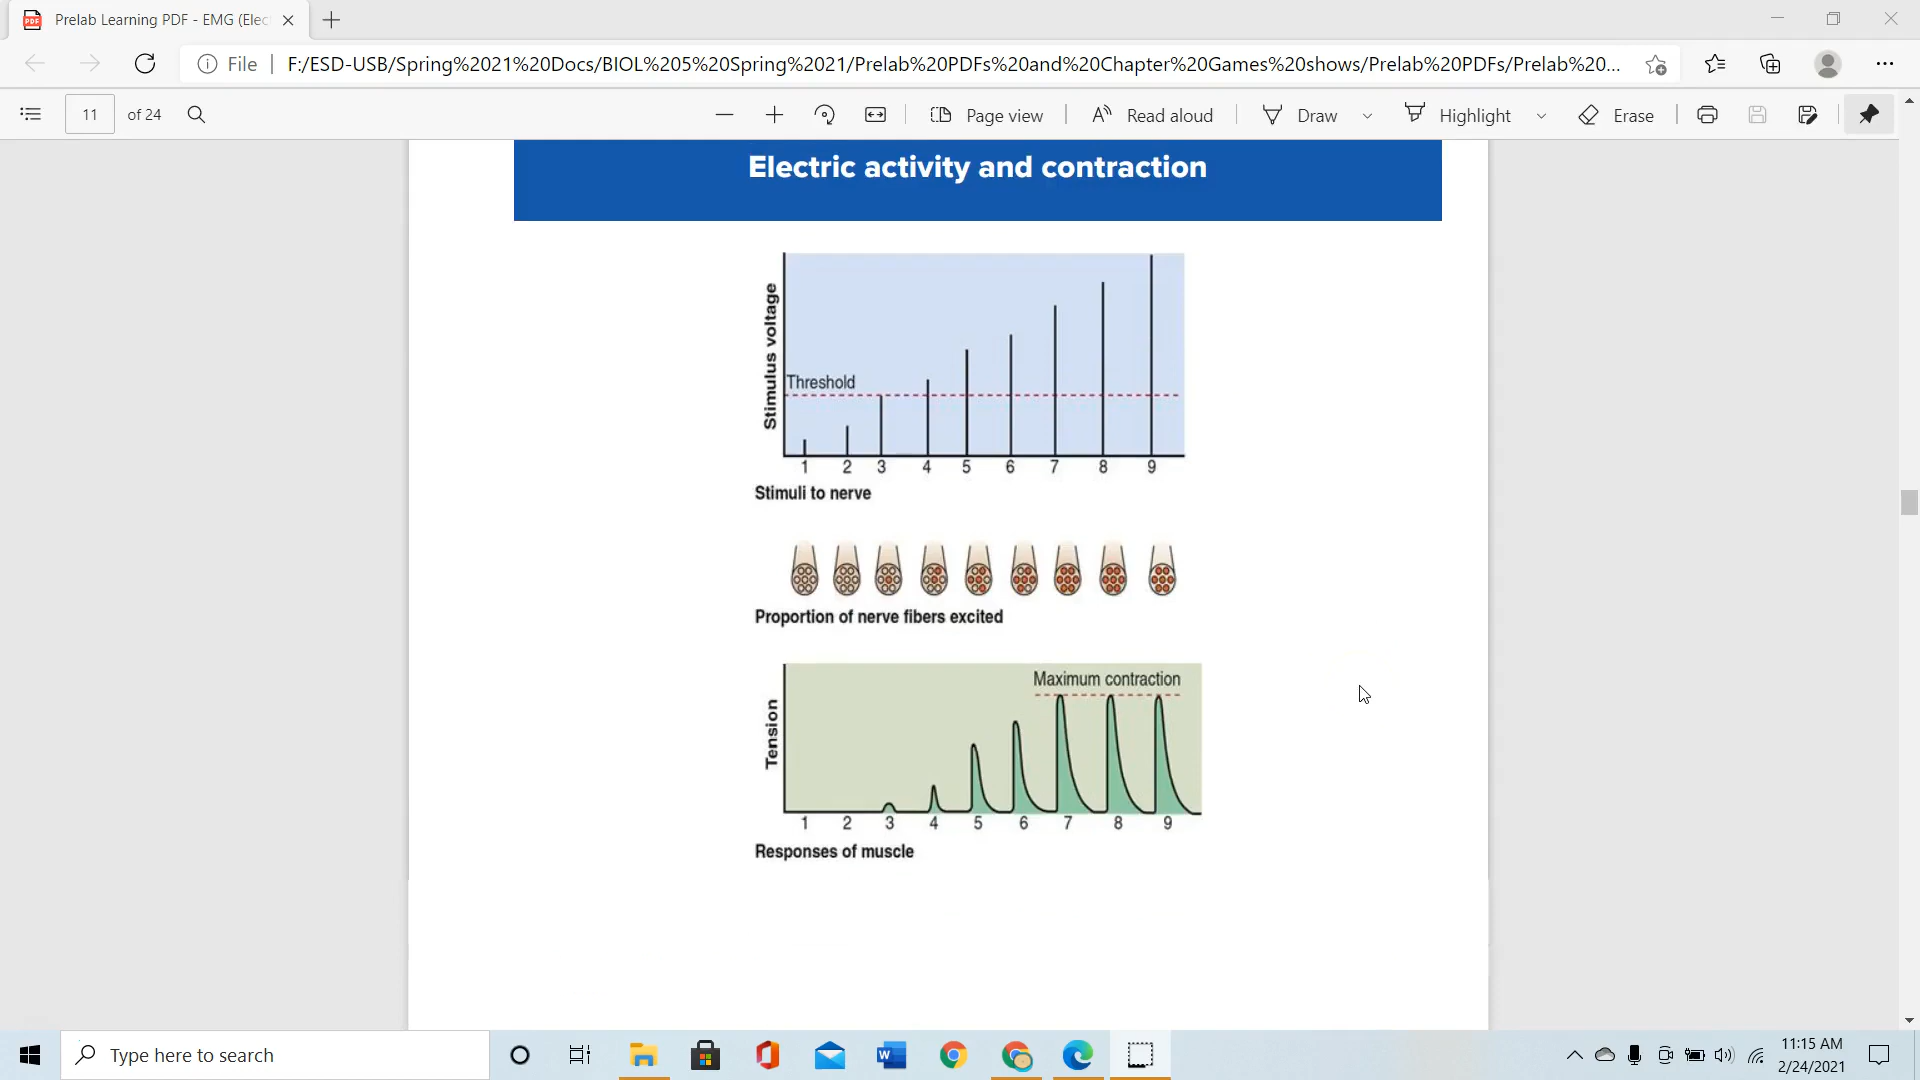 Prelab Learning PDF - EMG (Elec
File
F:/ESD-USB/Spring%2021%20Docs/BIOL%205%20Spring%2021/Prelab%20PDFs%20and%20Chapter%20Games%20shows/Prelab%20PDFs/Prelab%20...
11 of 24
Page view
Read aloud
Draw
Highlight
Erase
Electric activity and contraction
Stimulus voltage
Threshold
1 2 3 4 5 6 7 8 9
Stimuli to nerve
Proportion of nerve fibers excited
Tension
Maximum contraction
1 2 3 4 5 6 7 8 9
Responses of muscle
Type here to search
11:15 AM
2/24/2021